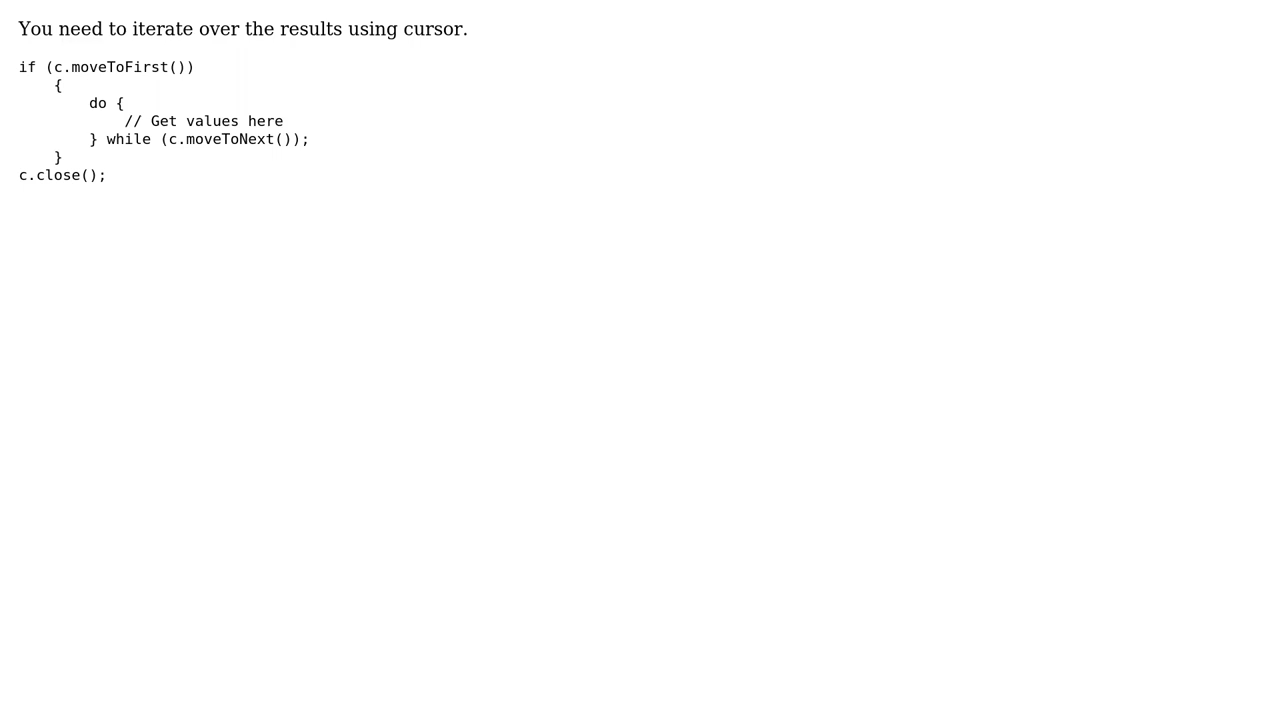 You need to iterate over the results using cursor.
if (c.moveToFirst())
    {
        do {
            // Get values here
        } while (c.moveToNext());
    }
c.close();